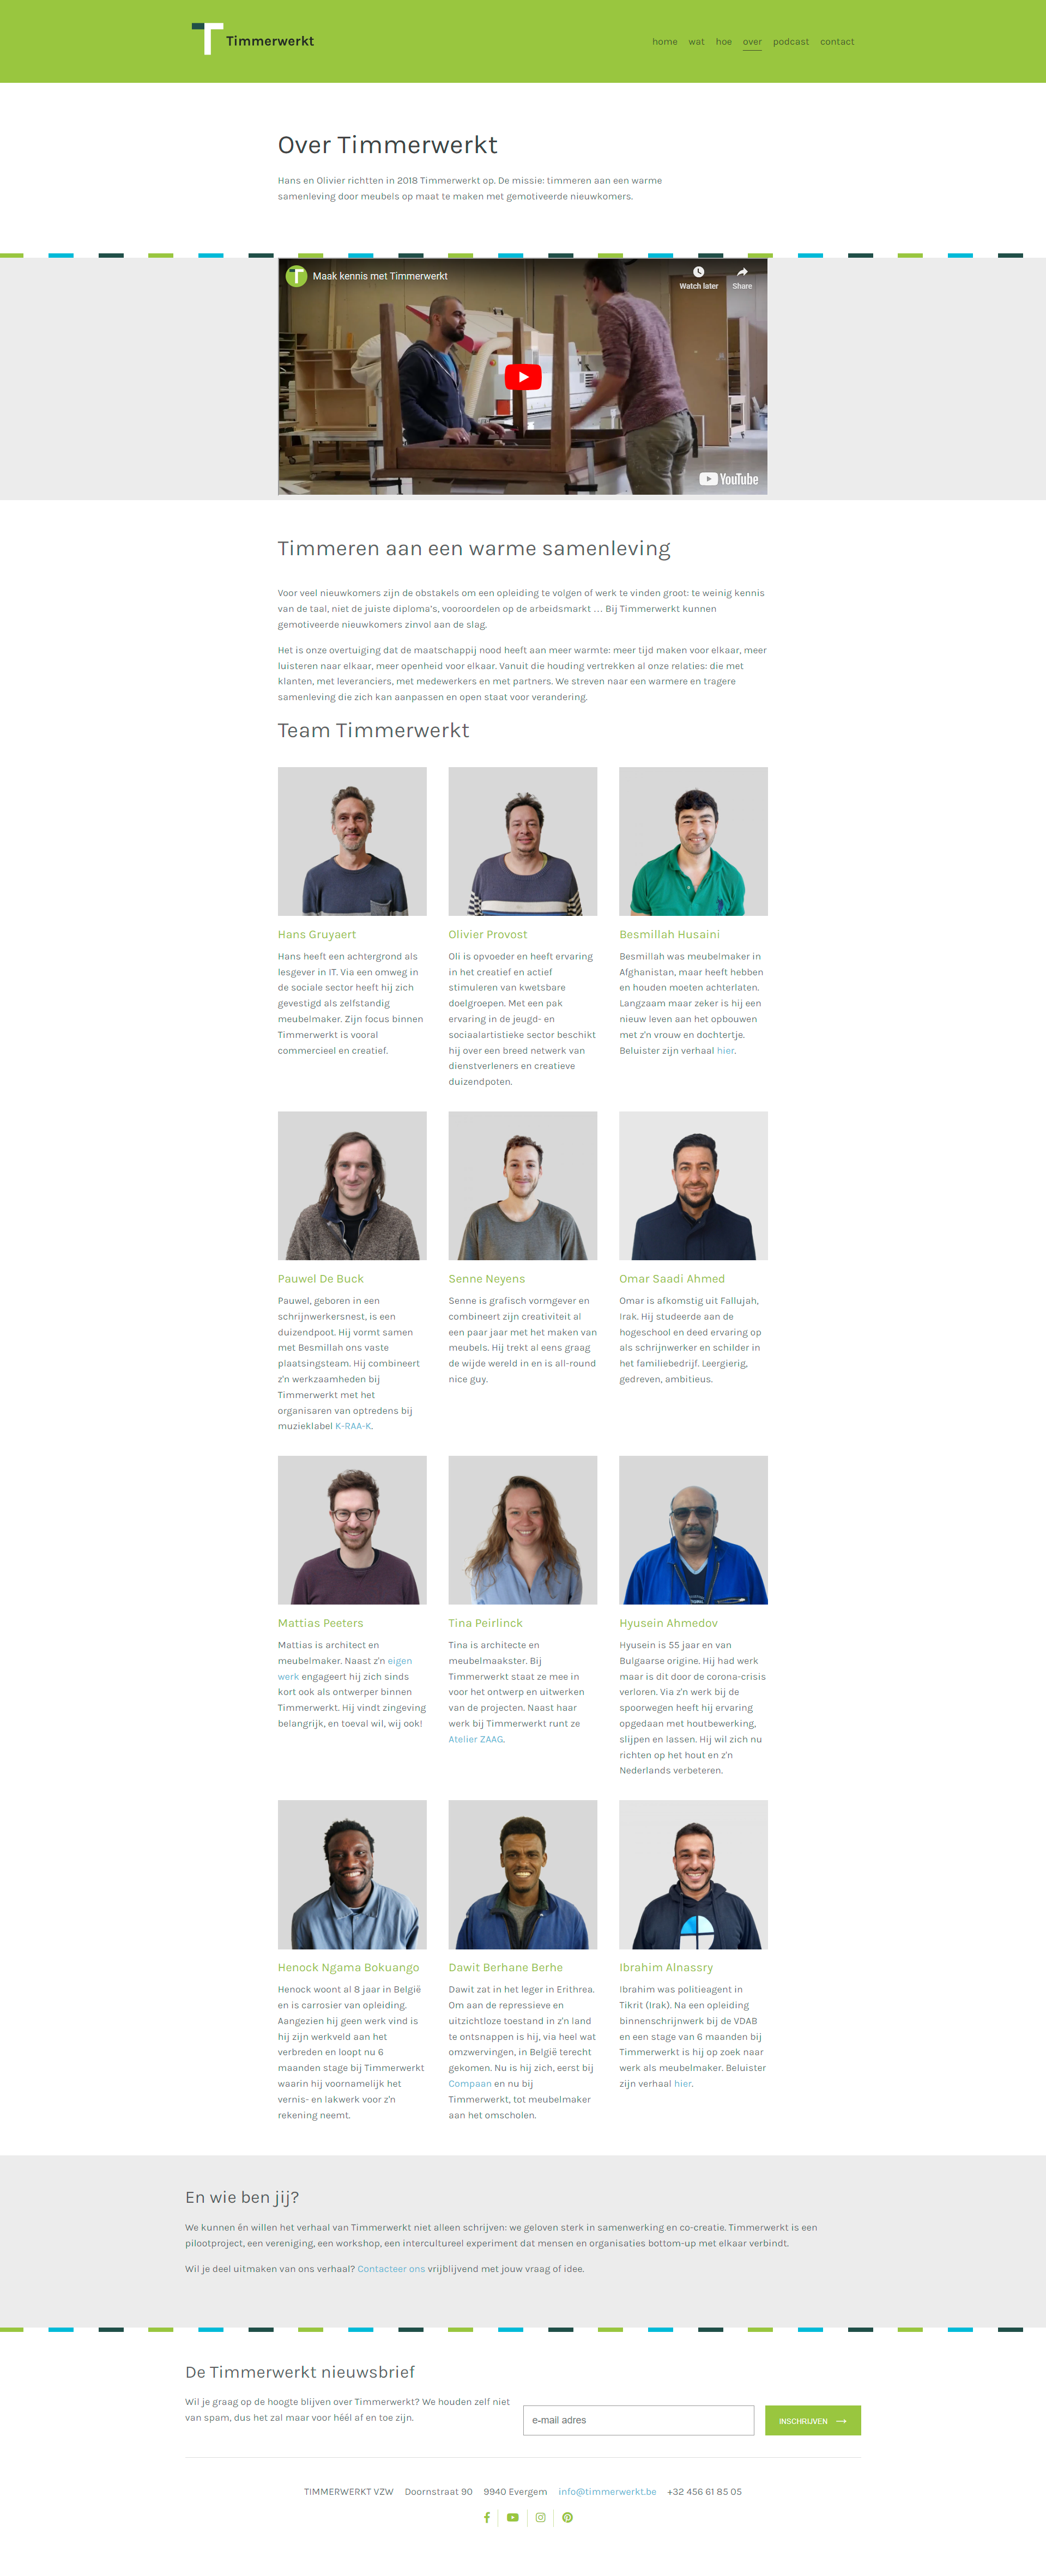 Timmerwerkt
home wat hoe over podcast contact
Over Timmerwerkt
Hans en Olivier richtten in 2018 Timmerwerkt op. De missie: timmeren aan een warme
samenleving door meubels op maat te maken met gemotiveerde nieuwkomers.
Maak kennis met Timmerwerkt
Watch later
Share
YouTube
Timmeren aan een warme samenleving
Voor veel nieuwkomers zijn de obstakels om een opleiding te volgen of werk te vinden groot: te weinig kennis
van de taal, niet de juiste diploma's, vooroordelen op de arbeidsmarkt … Bij Timmerwerkt kunnen
gemotiveerde nieuwkomers zinvol aan de slag.
Het is onze overtuiging dat de maatschappij nood heeft aan meer warmte: meer tijd maken voor elkaar, meer
luisteren naar elkaar, meer openheid voor elkaar. Vanuit die houding vertrekken al onze relaties: die met
klanten, met leveranciers, met medewerkers en met partners. We streven naar een warmere en tragere
samenleving die zich kan aanpassen en open staat voor verandering.
Team Timmerwerkt
Hans Gruyaert
Hans heeft een achtergrond als
lesgever in IT. Via een omweg in
de sociale sector heeft hij zich
gevestigd als zelfstandig
meubelmaker. Zijn focus binnen
Timmerwerkt is vooral
commercieel en creatief.
Olivier Provost
Oli is opvoeder en heeft ervaring
in het creatief en actief
stimuleren van kwetsbare
doelgroepen. Met een pak
ervaring in de jeugd- en
sociaalartistieke sector beschikt
hij over een breed netwerk van
dienstverleners en creatieve
duizendpoten.
Besmillah Husaini
Besmillah was meubelmaker in
Afghanistan, maar heeft hebben
en houden moeten achterlaten.
Langzaam maar zeker is hij een
nieuw leven aan het opbouwen
met z'n vrouw en dochtertje.
Beluister zijn verhaal hier.
Pauwel De Buck
Pauwel, geboren in een
schrijnwerkersnest, is een
duizendpoot. Hij vormt samen
met Besmillah ons vaste
plaatsingsteam. Hij combineert
z'n werkzaamheden bij
Timmerwerkt met het
organisaren van optredens bij
muzieklabel K-RAA-K.
Senne Neyens
Senne is grafisch vormgever en
combineert zijn creativiteit al
een paar jaar met het maken van
meubels. Hij trekt al eens graag
de wijde wereld in en is all-round
nice guy.
Omar Saadi Ahmed
Omar is afkomstig uit Fallujah,
Irak. Hij studeerde aan de
hogeschool en deed ervaring op
als schrijnwerker en schilder in
het familiebedrijf. Leergierig,
gedreven, ambitieus.
Mattias Peeters
Mattias is architect en
meubelmaker. Naast z'n eigen
werk engageert hij zich sinds
kort ook als ontwerper binnen
Timmerwerkt. Hij vindt zingeving
belangrijk, en toeval wil, wij ook!
Tina Peirlinck
Tina is architecte en
meubelmaakster. Bij
Timmerwerkt staat ze mee in
voor het ontwerp en uitwerken
van de projecten. Naast haar
werk bij Timmerwerkt runt ze
Atelier ZAAG.
Hyusein Ahmedov
Hyusein is 55 jaar en van
Bulgaarse origine. Hij had werk
maar is dit door de corona-crisis
verloren. Via z'n werk bij de
spoorwegen heeft hij ervaring
opgedaan met houtbewerking,
slijpen en lassen. Hij wil zich nu
richten op het hout en z'n
Nederlands verbeteren.
Henock Ngama Bokuango
Henock woont al 8 jaar in België
en is carrosier van opleiding.
Aangezien hij geen werk vind is
hij zijn werkveld aan het
verbreden en loopt nu 6
maanden stage bij Timmerwerkt
waarin hij voornamelijk het
vernis- en lakwerk voor z'n
rekening neemt.
Dawit Berhane Berhe
Dawit zat in het leger in Erithrea.
Om aan de repressieve en
uitzichtloze toestand in z'n land
te ontsnappen is hij, via heel wat
omzwervingen, in België terecht
gekomen. Nu is hij zich, eerst bij
Compaan en nu bij
Timmerwerkt, tot meubelmaker
aan het omscholen.
Ibrahim Alnassry
Ibrahim was politieagent in
Tikrit (Irak). Na een opleiding
binnenschrijnwerk bij de VDAB
en een stage van 6 maanden bij
Timmerwerkt is hij op zoek naar
werk als meubelmaker. Beluister
zijn verhaal hier.
En wie ben jij?
We kunnen én willen het verhaal van Timmerwerkt niet alleen schrijven: we geloven sterk in samenwerking en co-creatie. Timmerwerkt is een
pilootproject, een vereniging, een workshop, een intercultureel experiment dat mensen en organisaties bottom-up met elkaar verbindt.
Wil je deel uitmaken van ons verhaal? Contacteer ons vrijblijvend met jouw vraag of idee.
De Timmerwerkt nieuwsbrief
Wil je graag op de hoogte blijven over Timmerwerkt? We houden zelf niet
van spam, dus het zal maar voor héél af en toe zijn.
e-mail adres
INSCHRIJVEN
TIMMERWERKT VZW Doornstraat 90 9940 Evergem info@timmerwerkt.be +32 456 61 85 05